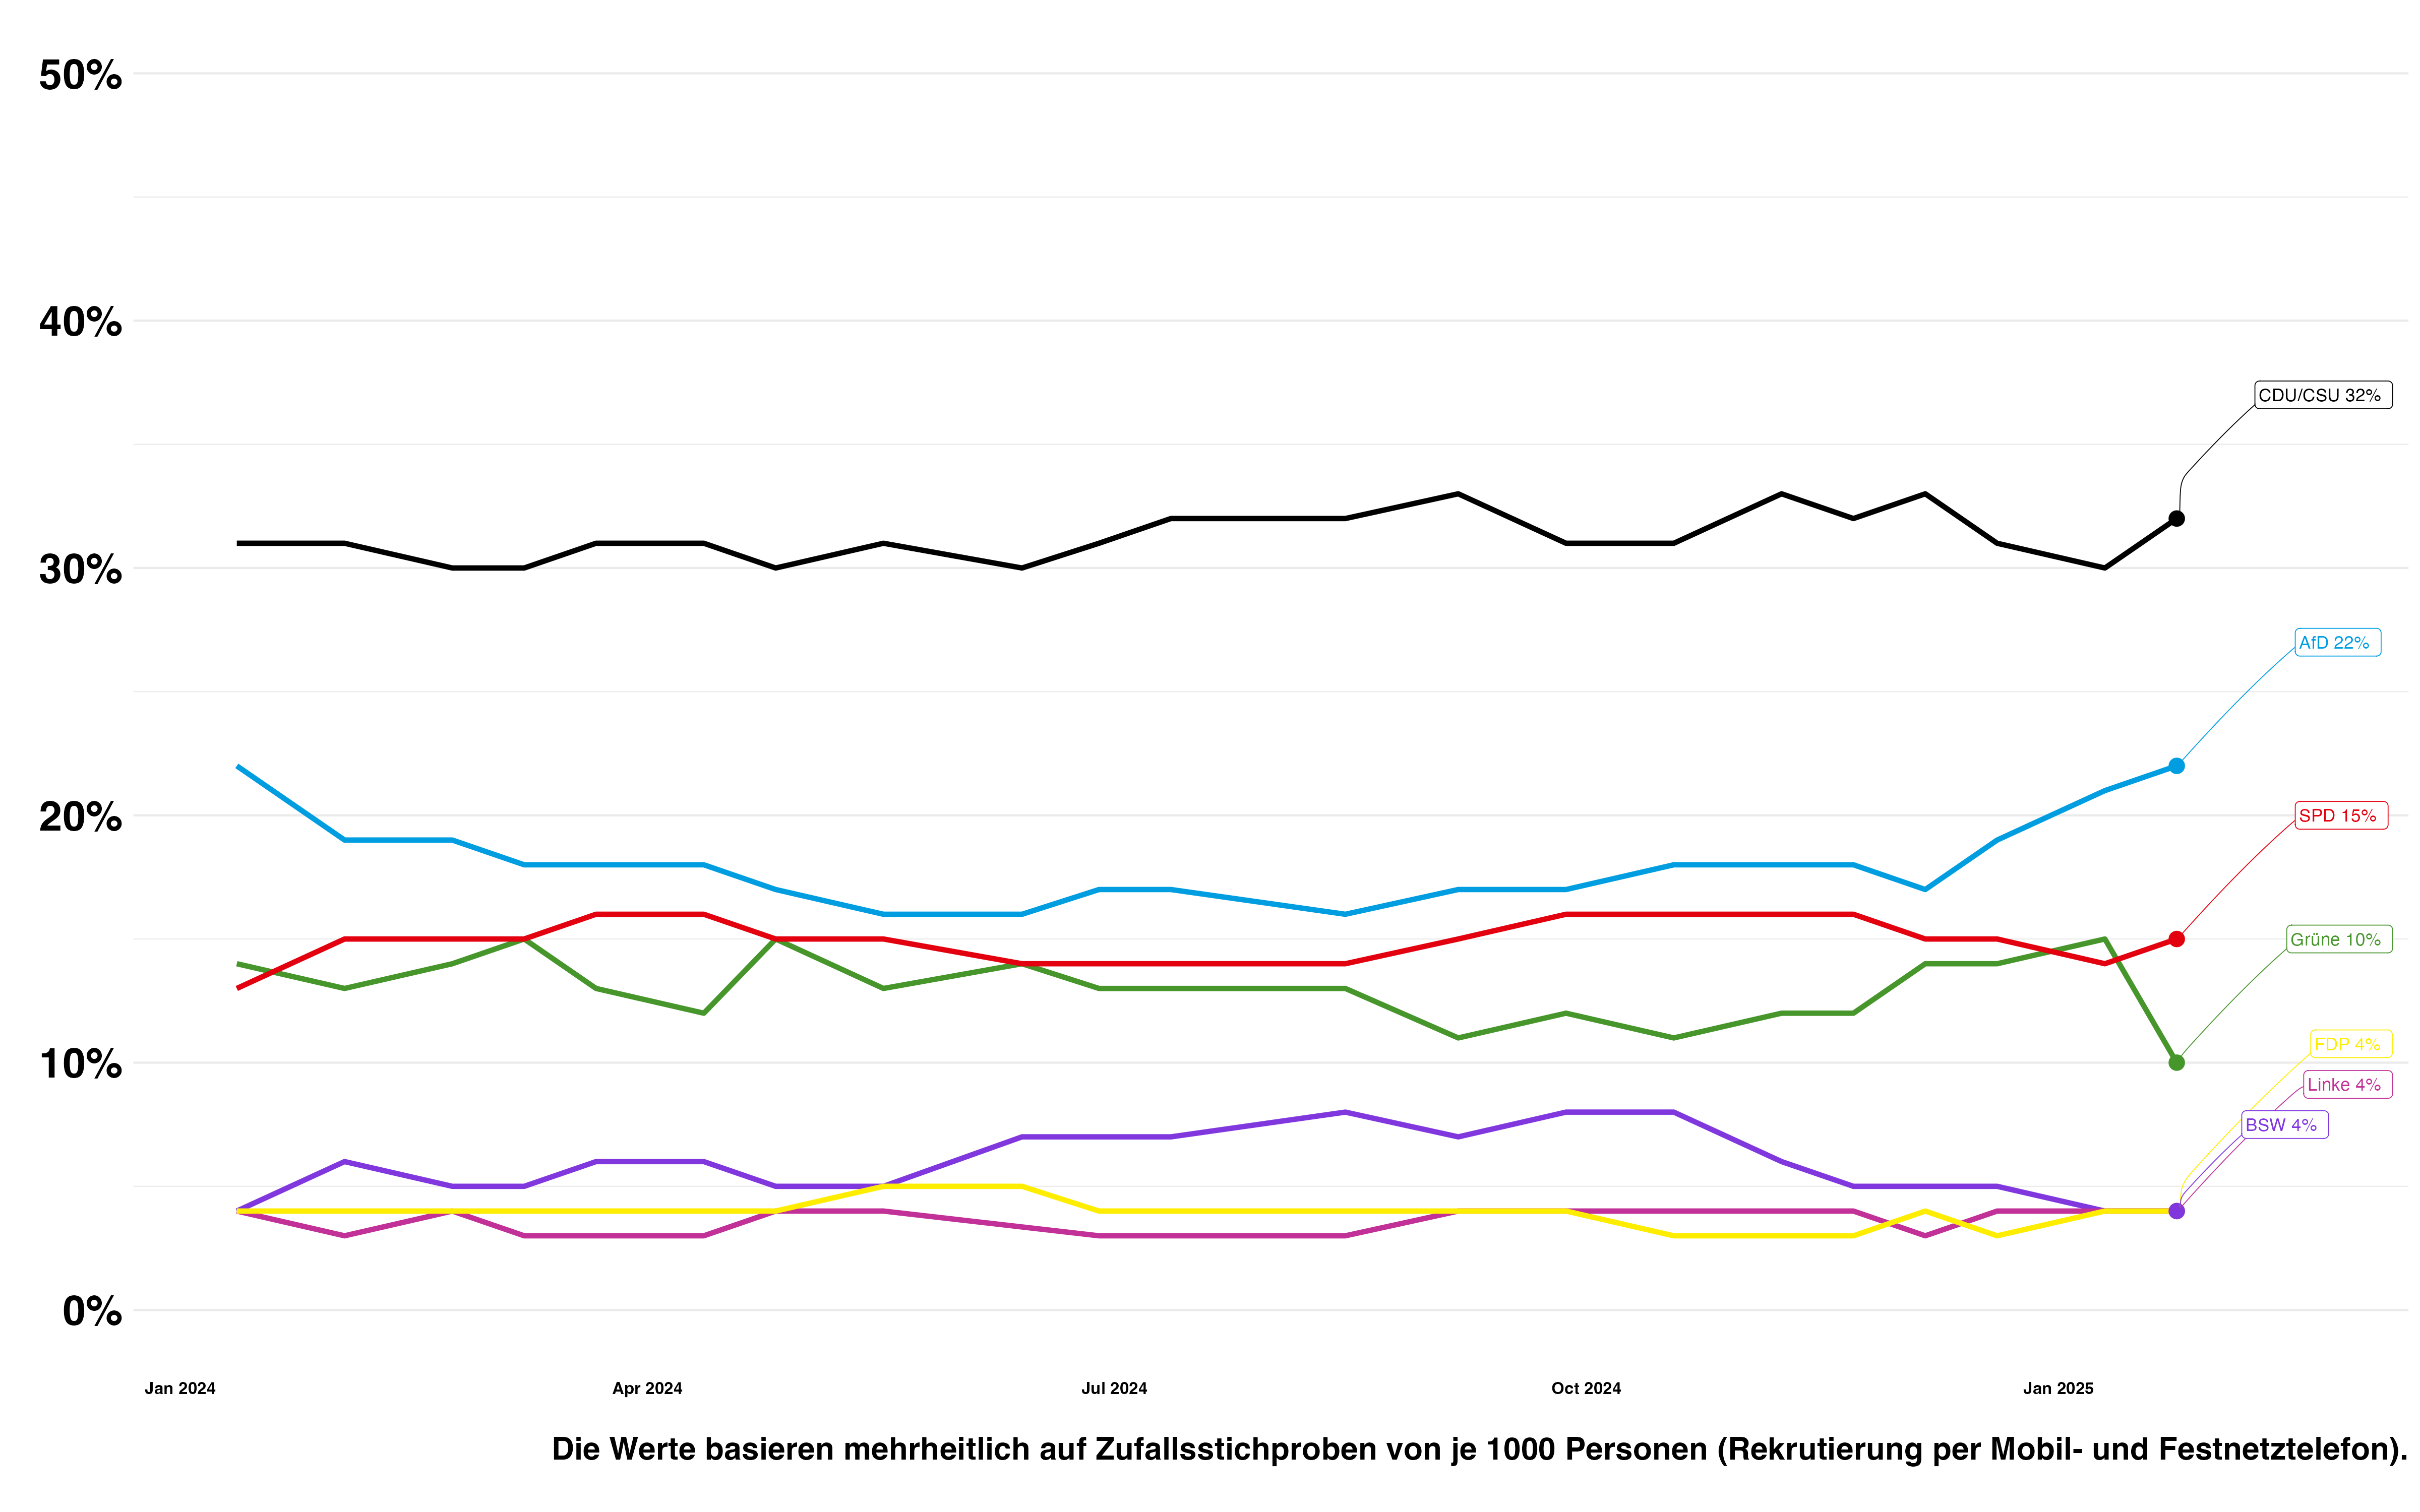 50%
40%
CDU/CSU 32%
30%
AfD 22%
20%
SPD 15%
Grüne 10%
10%
FDP 4%
Linke 4%
BSW 4%
0%
Jan 2024 Apr 2024 Jul 2024 Oct 2024 Jan 2025
Die Werte basieren mehrheitlich auf Zufallsstichproben von je 1000 Personen (Rekrutierung per Mobil- und Festnetztelefon).